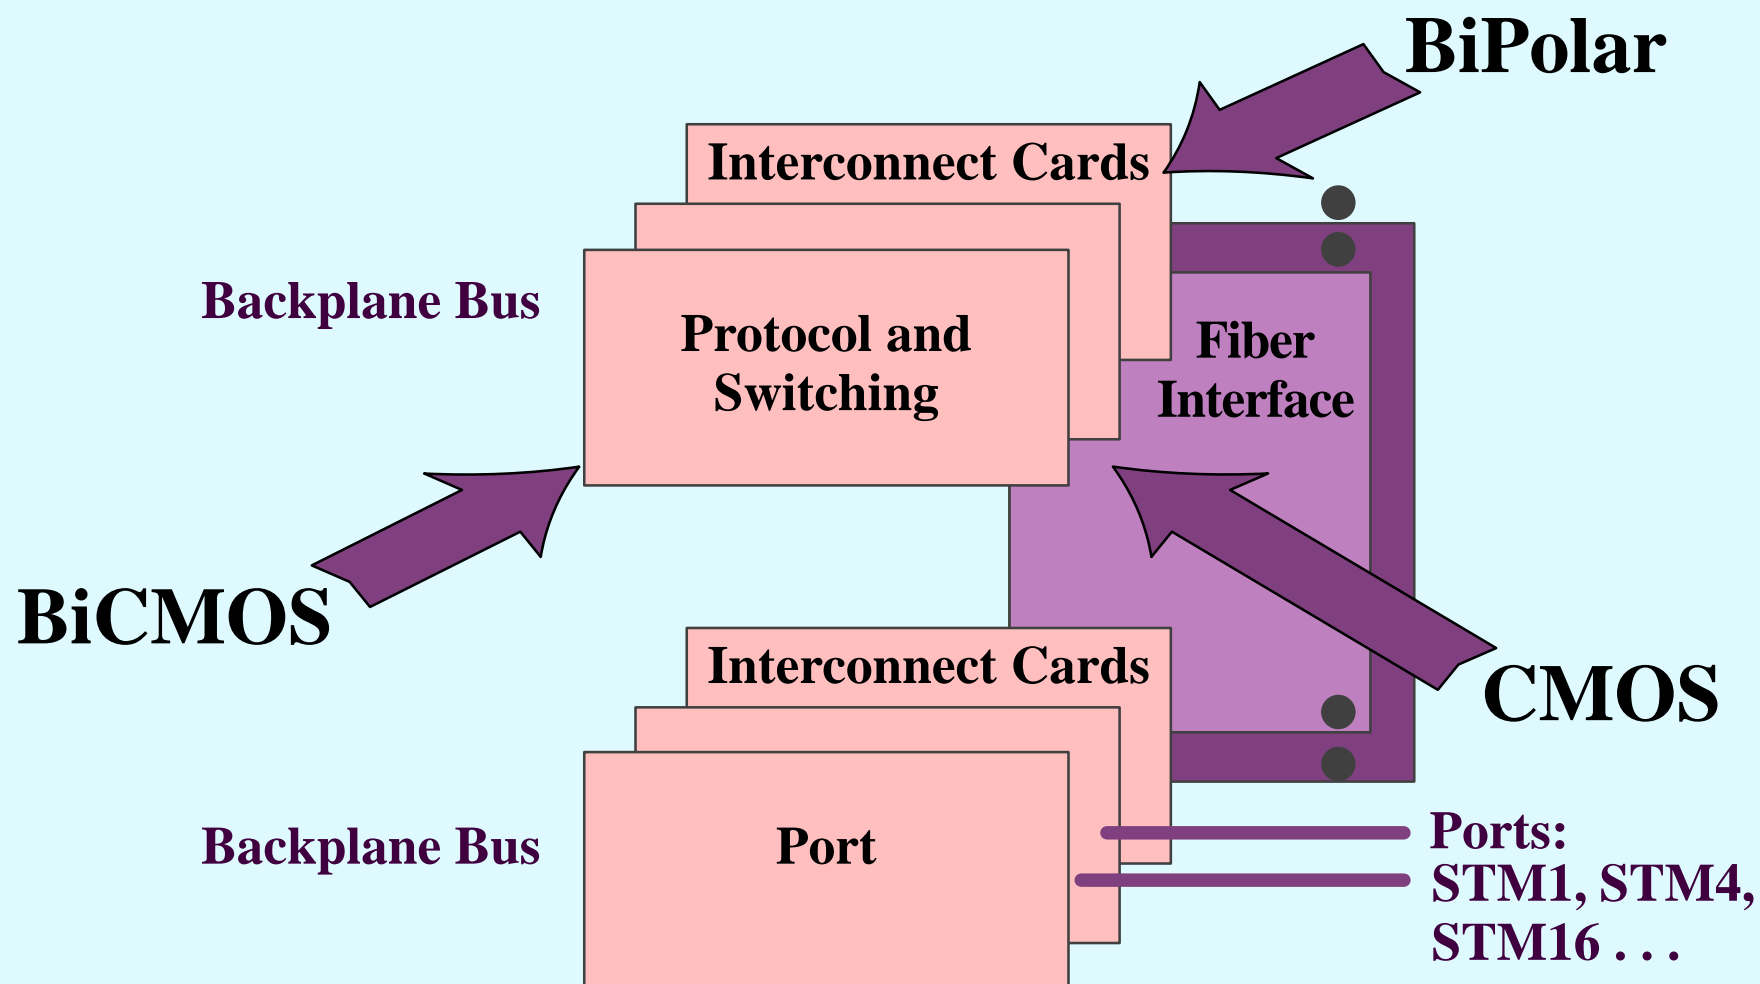 BiPolar
Interconnect Cards
Backplane Bus
Protocol and
Switching
Fiber
Interface
BiCMOS
CMOS
Interconnect Cards
Backplane Bus
Port
Ports:
STM1, STM4,
STM16 . . .